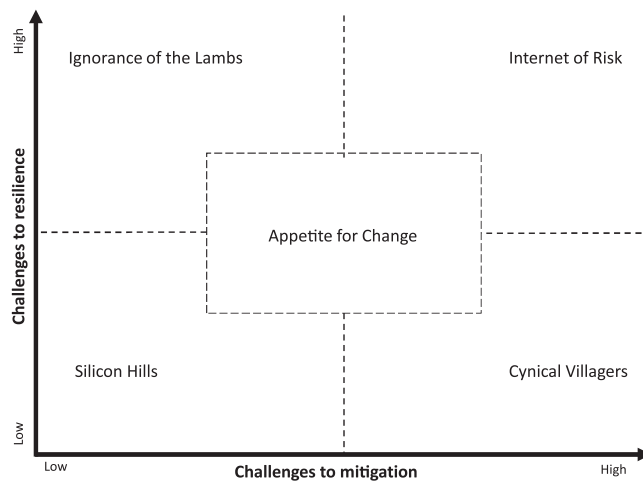 High
Ignorance of the Lambs
Internet of Risk
Challenges to resilience
Appetite for Change
Silicon Hills
Cynical Villagers
Low
Low
Challenges to mitigation
High